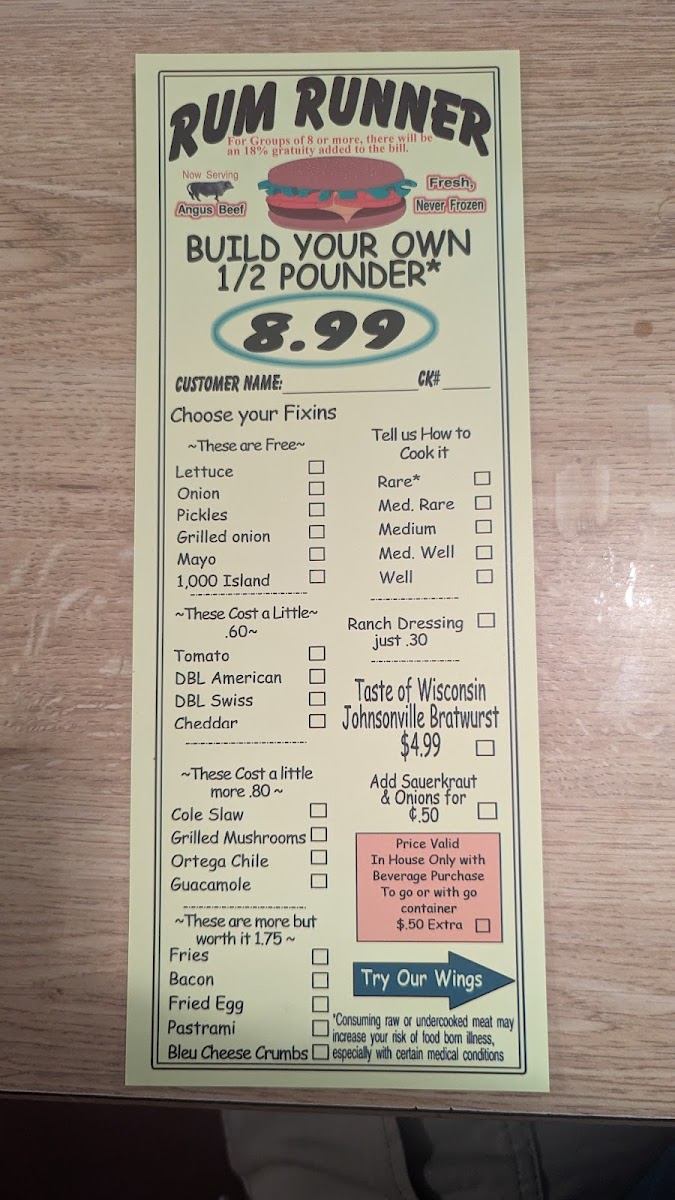 RUM RUNNER
For Groups of 8 or more, there will be
an 18% gratuity added to the bill.
Now Serving
Angus Beef
Fresh,
Never Frozen
BUILD YOUR OWN
1/2 POUNDER*
8.99
CUSTOMER NAME: CK#
Choose your Fixins
~These are Free~
Lettuce
Onion
Pickles
Grilled onion
Mayo
1,000 Island
~These Cost a Little~
.60~
Tomato
DBL American
DBL Swiss
Cheddar
~These Cost a little
more .80 ~
Cole Slaw
Grilled Mushrooms
Ortega Chile
Guacamole
~These are more but
worth it 1.75 ~
Fries
Bacon
Fried Egg
Pastrami
Bleu Cheese Crumbs
Tell us How to
Cook it
Rare*
Med. Rare
Medium
Med. Well
Well
Ranch Dressing
just .30
Taste of Wisconsin
Johnsonville Bratwurst
$4.99
Add Sauerkraut
& Onions for
¢.50
Price Valid
In House Only with
Beverage Purchase
To go or with go
container
$.50 Extra
Try Our Wings
*Consuming raw or undercooked meat may
increase your risk of food born illness,
especially with certain medical conditions